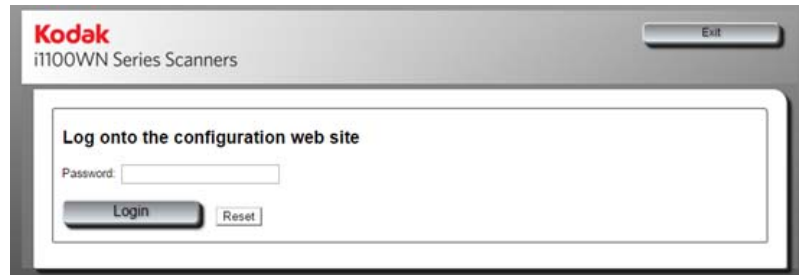 Kodak
i1100WN Series Scanners
Exit
Log onto the configuration web site
Password:
Login
Reset